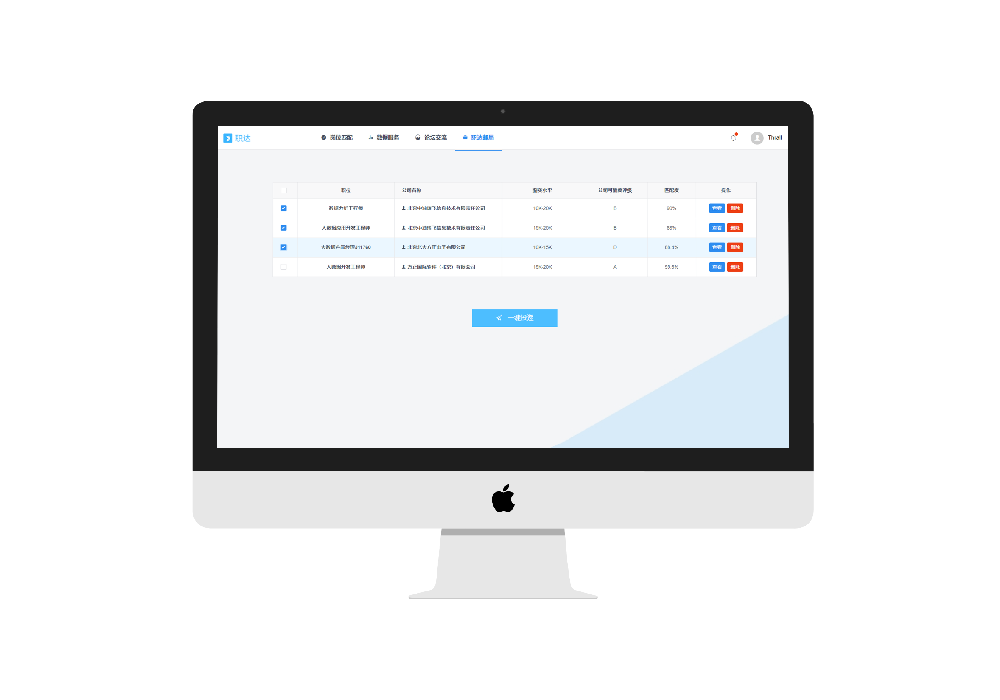 职达 岗位匹配 数据服务 论坛交流 职达邮局 Thrall
职位 公司名称 薪资水平 公司可靠度评级 匹配度 操作
数据分析工程师 北京中油瑞飞信息技术有限责任公司 10K-20K B 90% 查看 删除
大数据应用开发工程师 北京中油瑞飞信息技术有限责任公司 15K-25K B 88% 查看 删除
大数据产品经理J11760 北京北大方正电子有限公司 10K-15K D 88.4% 查看 删除
大数据开发工程师 方正国际软件（北京）有限公司 15K-20K A 95.6% 查看 删除
一键投递